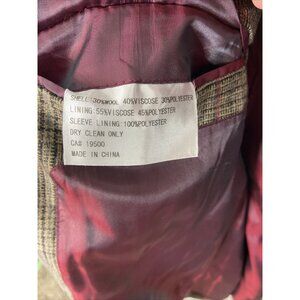 SHELL:30%WOOL 40%VISCOSE 30%POLYESTER
LINING:55%VISCOSE 45%POLYESTER
SLEEVE LINING:100%POLYESTER
DRY CLEAN ONLY
CA# 19500
MADE IN CHINA